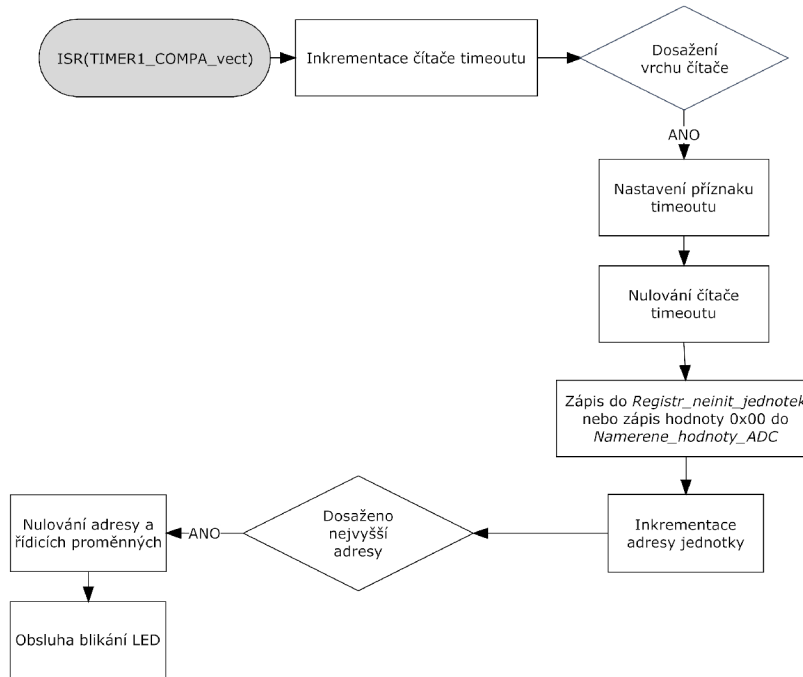 ISR(TIMER1_COMPA_vect)
Inkrementace čítače timeoutu
Dosažení
vrchu čítače
ANO
Nastavení příznaku
timeoutu
Nulování čítače
timeoutu
Zápis do Registr_neinit_jednotek
nebo zápis hodnoty 0x00 do
Namerene_hodnoty_ADC
Inkrementace
adresy jednotky
Dosaženo
nejvyšší
adresy
ANO
Nulování adresy a
řídicích proměnných
Obsluha blikání LED